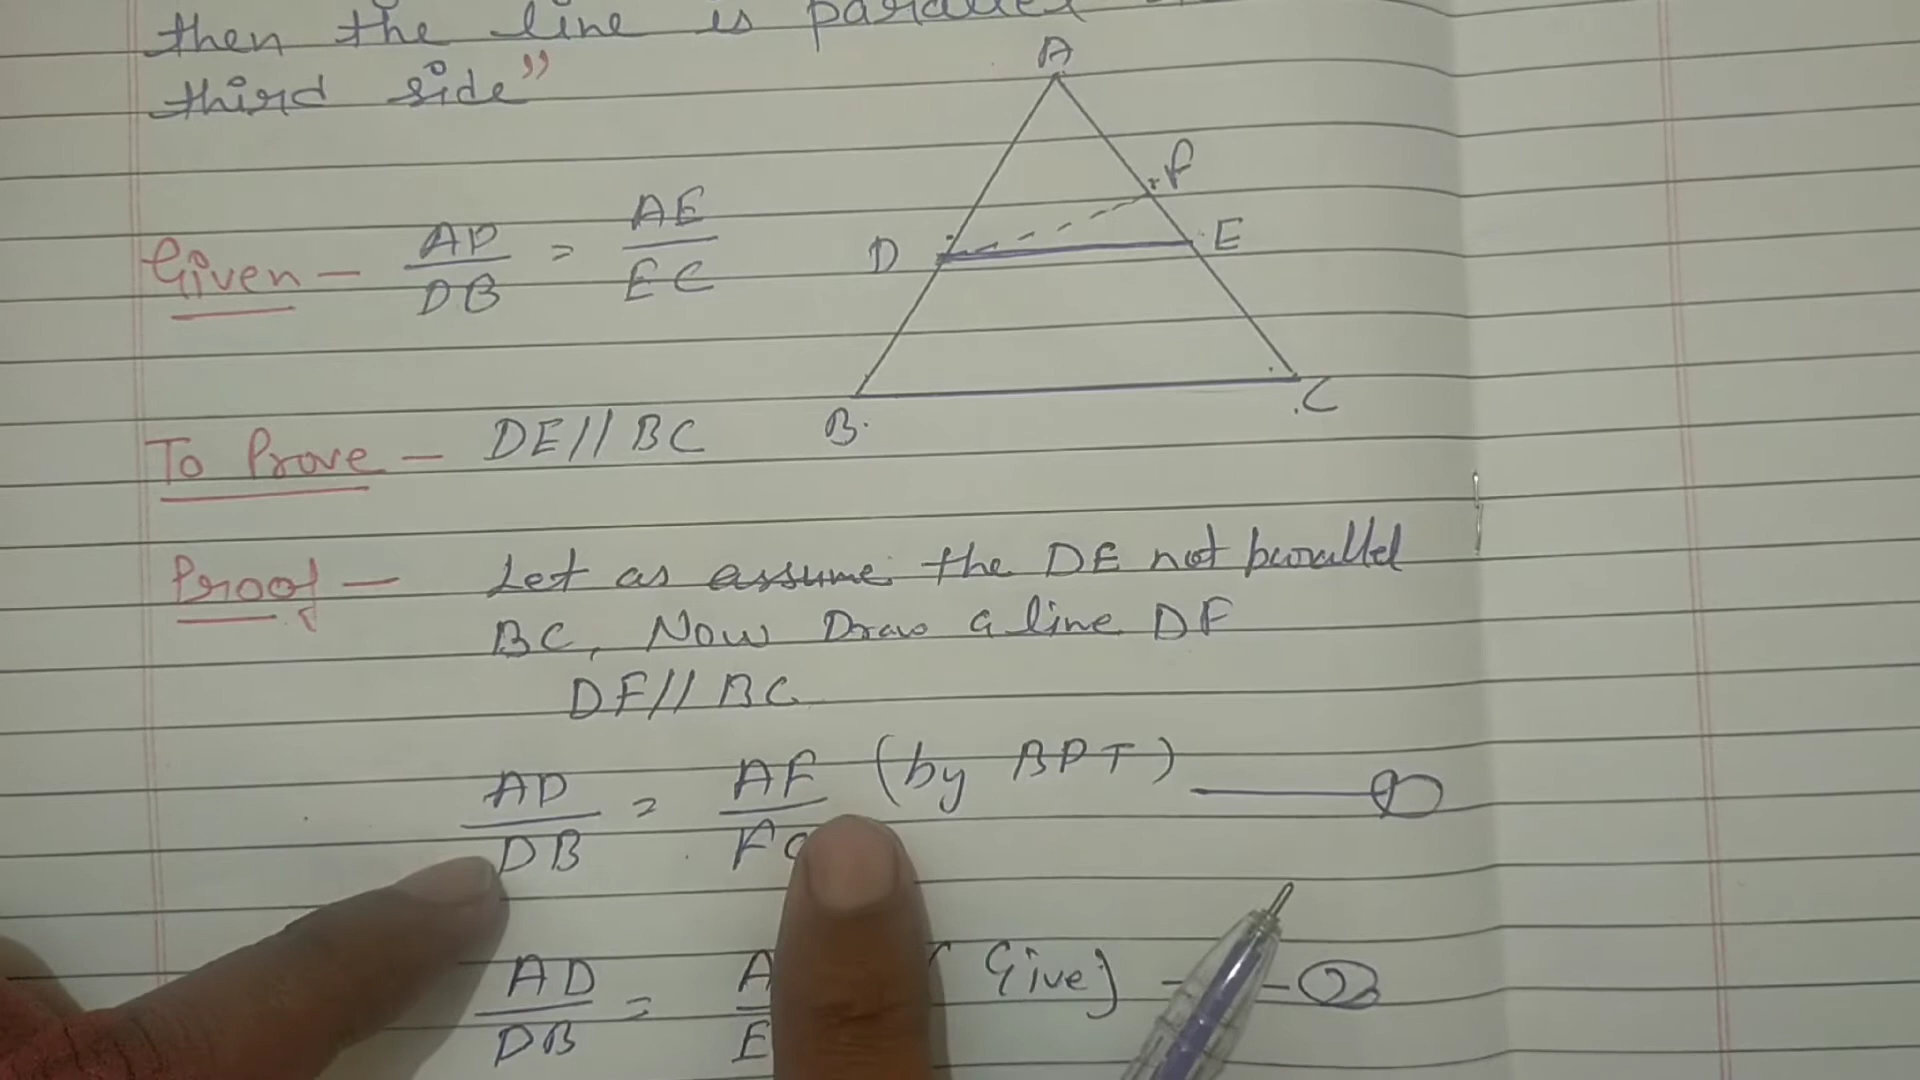 then the line is parallel
third side"
A
F
Given - AD/DB = AE/EC
D E
B C
To Prove - DE//BC
Proof - Let as assume the DE not parallel
BC, Now Draw a line DF
DF//BC
AD/DB = AF/FC (by BPT) — ①
AD/DB = A/E Give) — ②